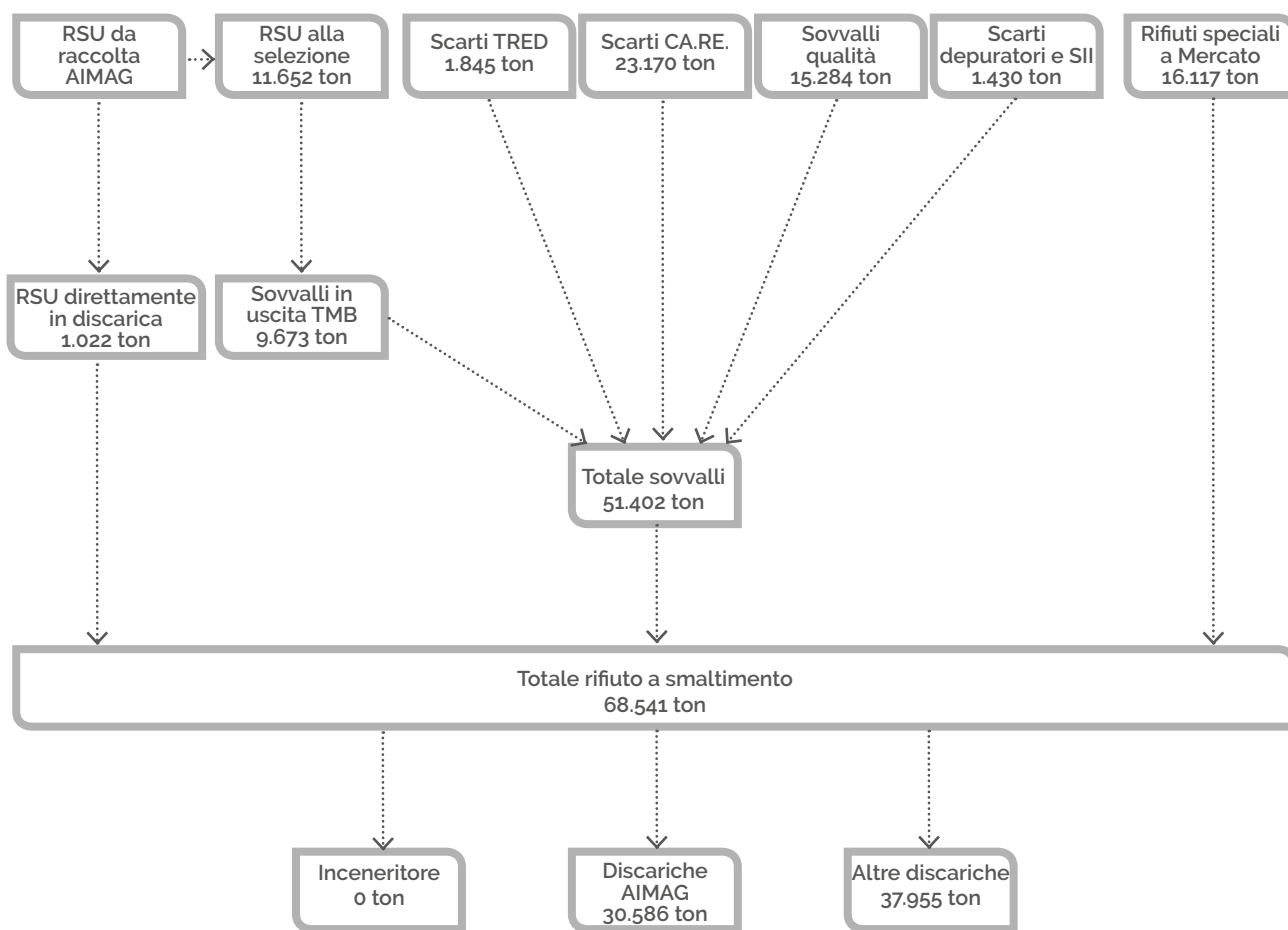 RSU da
raccolta
AIMAG
RSU alla
selezione
11.652 ton
Scarti TRED
1.845 ton
Scarti CA.RE.
23.170 ton
Sovvalli
qualità
15.284 ton
Scarti
depuratori e SII
1.430 ton
Rifiuti speciali
a Mercato
16.117 ton
RSU direttamente
in discarica
1.022 ton
Sovvalli in
uscita TMB
9.673 ton
Totale sovvalli
51.402 ton
Totale rifiuto a smaltimento
68.541 ton
Inceneritore
0 ton
Discariche
AIMAG
30.586 ton
Altre discariche
37.955 ton